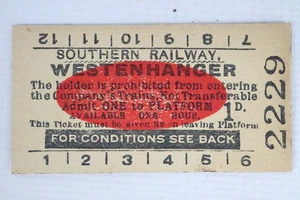 12 11 10 9 8 7
SOUTHERN RAILWAY.
WESTENHANGER
The holder is prohibited from entering
the Company's Trains. Not Transferable
Admit ONE to PLATFORM 1D.
AVAILABLE ONE HOUR.
This Ticket must be given up on leaving Platform
FOR CONDITIONS SEE BACK
1 2 3 4 5 6
2229